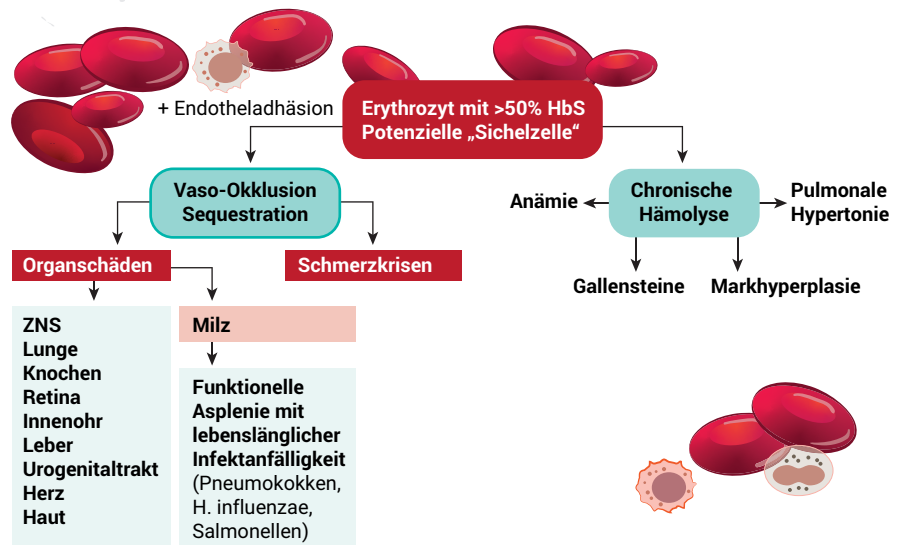 + Endotheladhäsion
Erythrozyt mit >50% HbS
Potenzielle „Sichelzelle“
Vaso-Okklusion
Sequestration
Organschäden
Schmerzkrisen
ZNS
Lunge
Knochen
Retina
Innenohr
Leber
Urogenitaltrakt
Herz
Haut
Milz
Funktionelle
Asplenie mit
lebenslänglicher
Infektanfälligkeit
(Pneumokokken,
H. influenzae,
Salmonellen)
Anämie
Chronische
Hämolyse
Pulmonale
Hypertonie
Gallensteine
Markhyperplasie